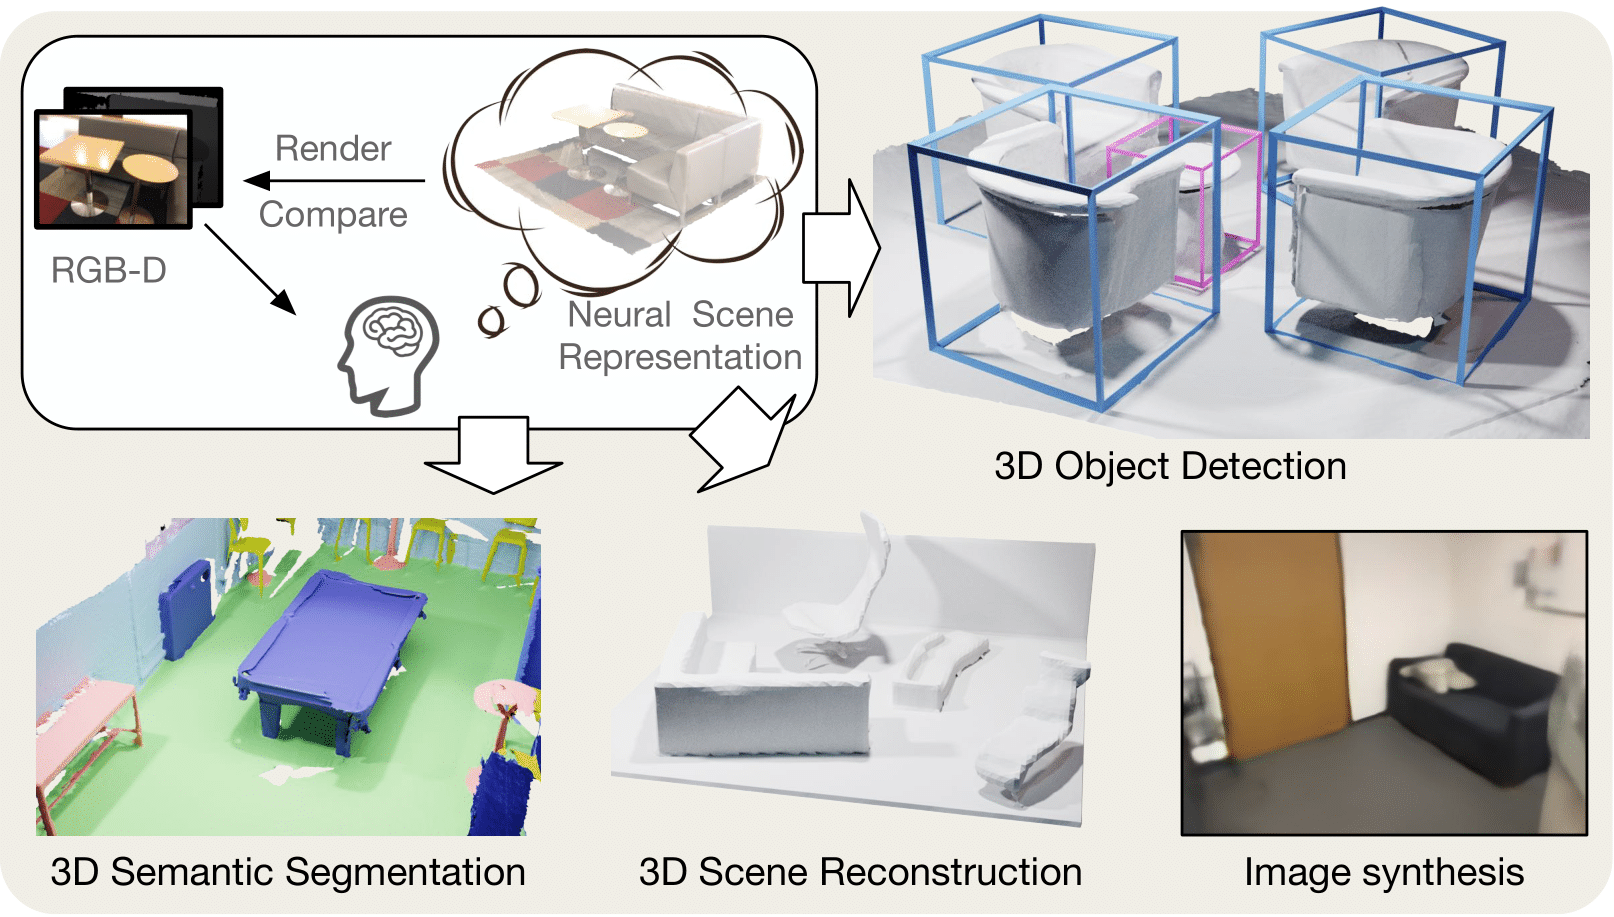 Render
Compare
RGB-D
Neural Scene
Representation
3D Object Detection
3D Semantic Segmentation
3D Scene Reconstruction
Image synthesis